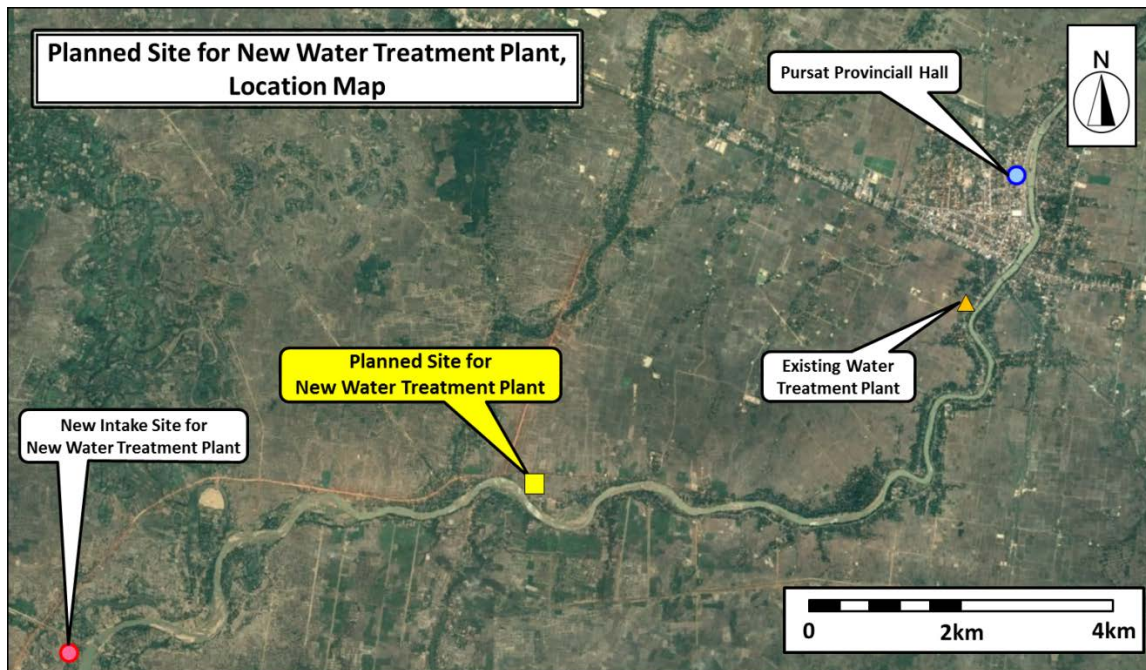 Planned Site for New Water Treatment Plant,
Location Map
Pursat Provinciall Hall
N
Existing Water
Treatment Plant
Planned Site for
New Water Treatment Plant
New Intake Site for
New Water Treatment Plant
0 2km 4km